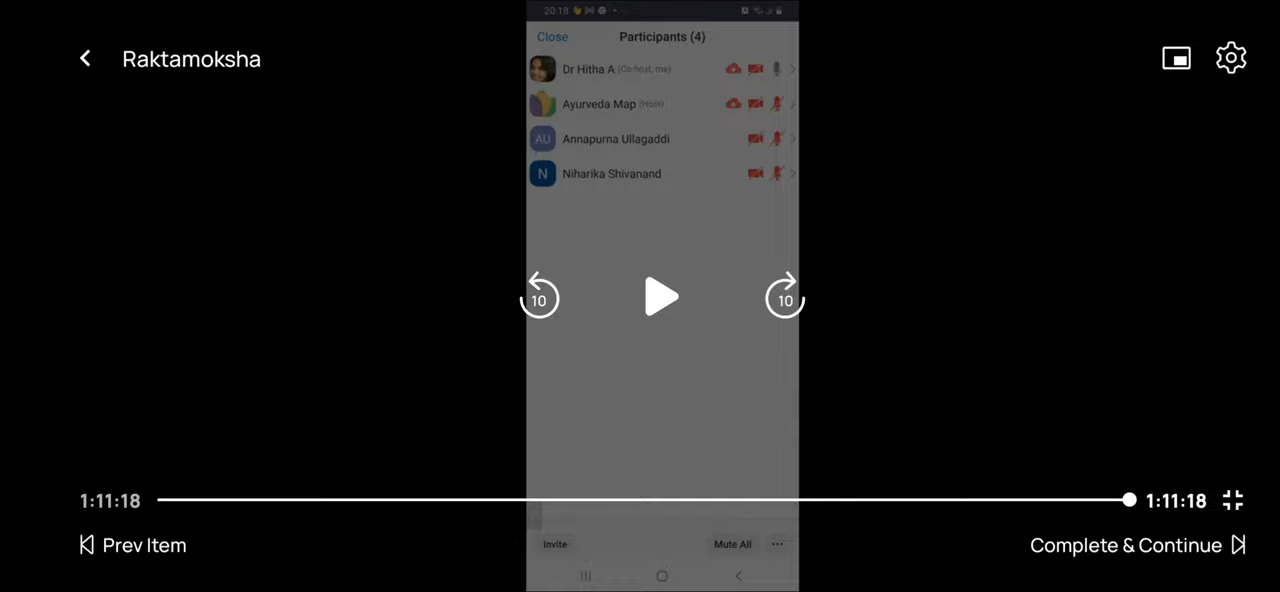 20:18
Close Participants (4)
Raktamoksha
Dr Hitha A (Co-host, me)
Ayurveda Map (Host)
AU Annapurna Ullagaddi
N Niharika Shivanand
10 10
1:11:18 1:11:18
Invite Mute All ...
Prev Item Complete & Continue